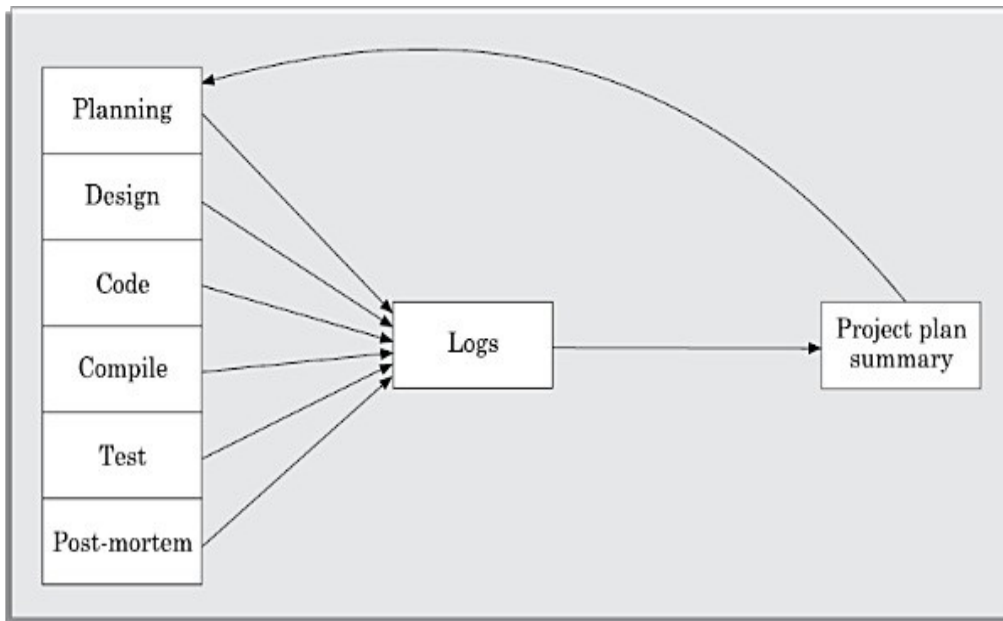 Planning
Design
Code
Compile
Test
Post-mortem
Logs
Project plan
summary